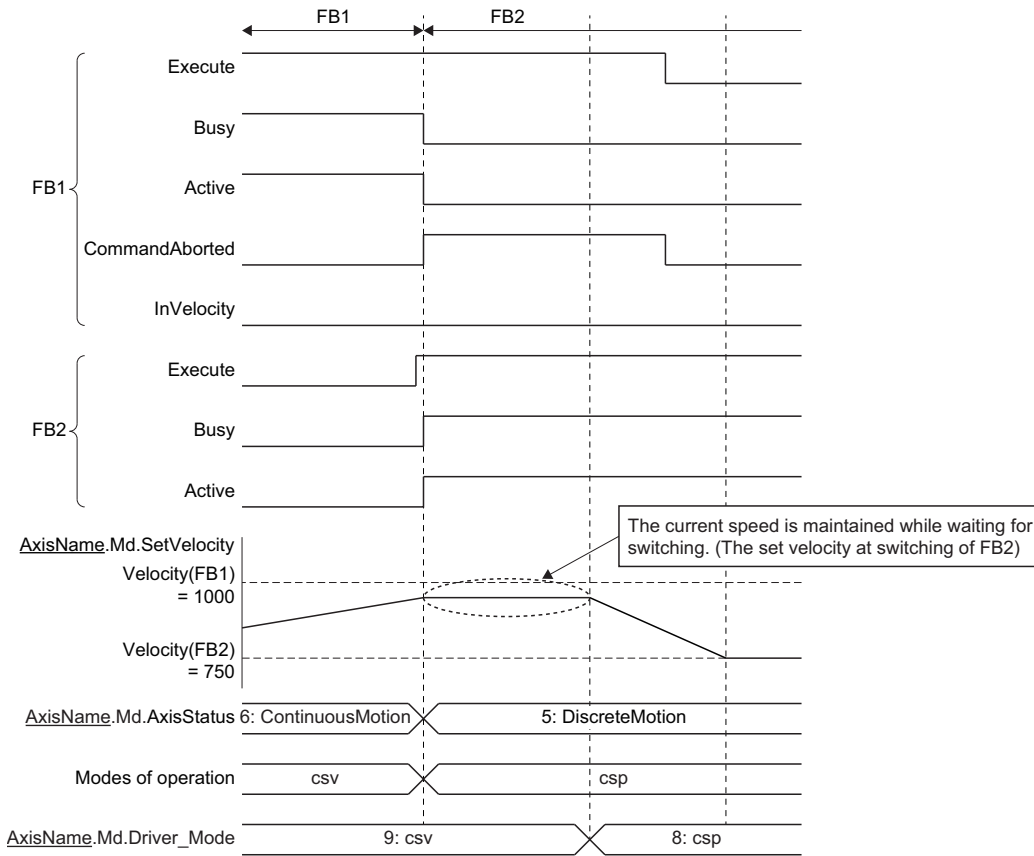 FB1 FB2
Execute
Busy
Active
CommandAborted
InVelocity
FB1
Execute
Busy
Active
FB2
The current speed is maintained while waiting for
switching. (The set velocity at switching of FB2)
AxisName.Md.SetVelocity
Velocity(FB1)
= 1000
Velocity(FB2)
= 750
AxisName.Md.AxisStatus 6: ContinuousMotion 5: DiscreteMotion
Modes of operation csv csp
AxisName.Md.Driver_Mode 9: csv 8: csp